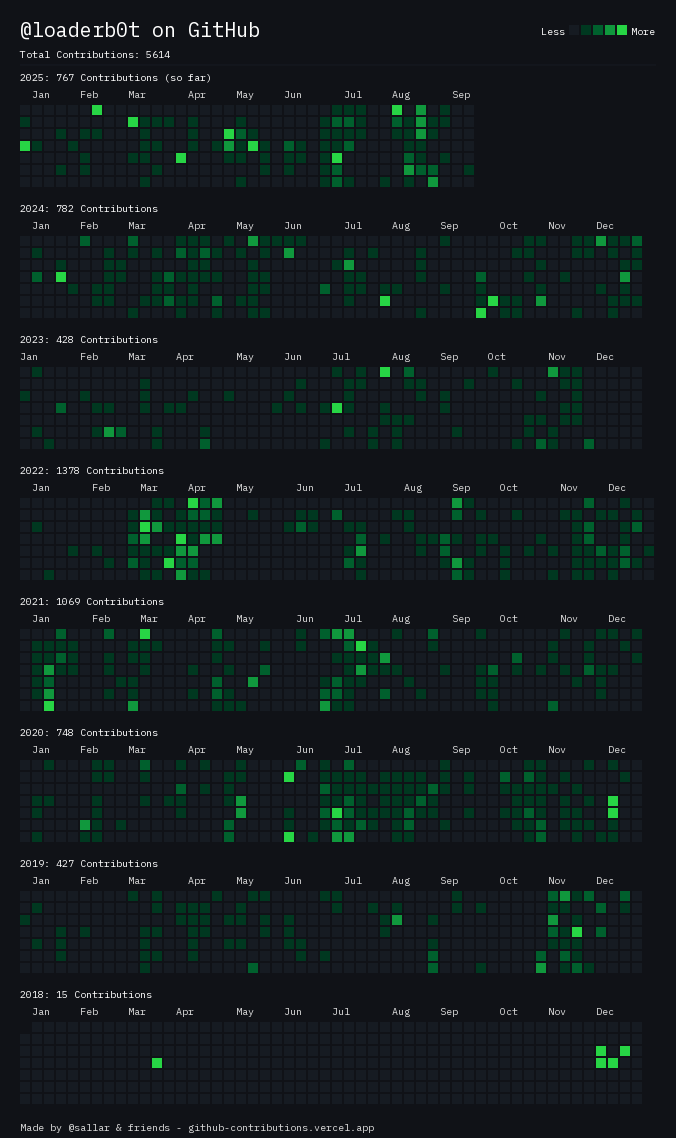 @loaderb0t on GitHub
Less More
Total Contributions: 5614
2025: 767 Contributions (so far)
Jan Feb Mar Apr May Jun Jul Aug Sep
2024: 782 Contributions
Jan Feb Mar Apr May Jun Jul Aug Sep Oct Nov Dec
2023: 428 Contributions
Jan Feb Mar Apr May Jun Jul Aug Sep Oct Nov Dec
2022: 1378 Contributions
Jan Feb Mar Apr May Jun Jul Aug Sep Oct Nov Dec
2021: 1069 Contributions
Jan Feb Mar Apr May Jun Jul Aug Sep Oct Nov Dec
2020: 748 Contributions
Jan Feb Mar Apr May Jun Jul Aug Sep Oct Nov Dec
2019: 427 Contributions
Jan Feb Mar Apr May Jun Jul Aug Sep Oct Nov Dec
2018: 15 Contributions
Jan Feb Mar Apr May Jun Jul Aug Sep Oct Nov Dec
Made by @sallar & friends - github-contributions.vercel.app